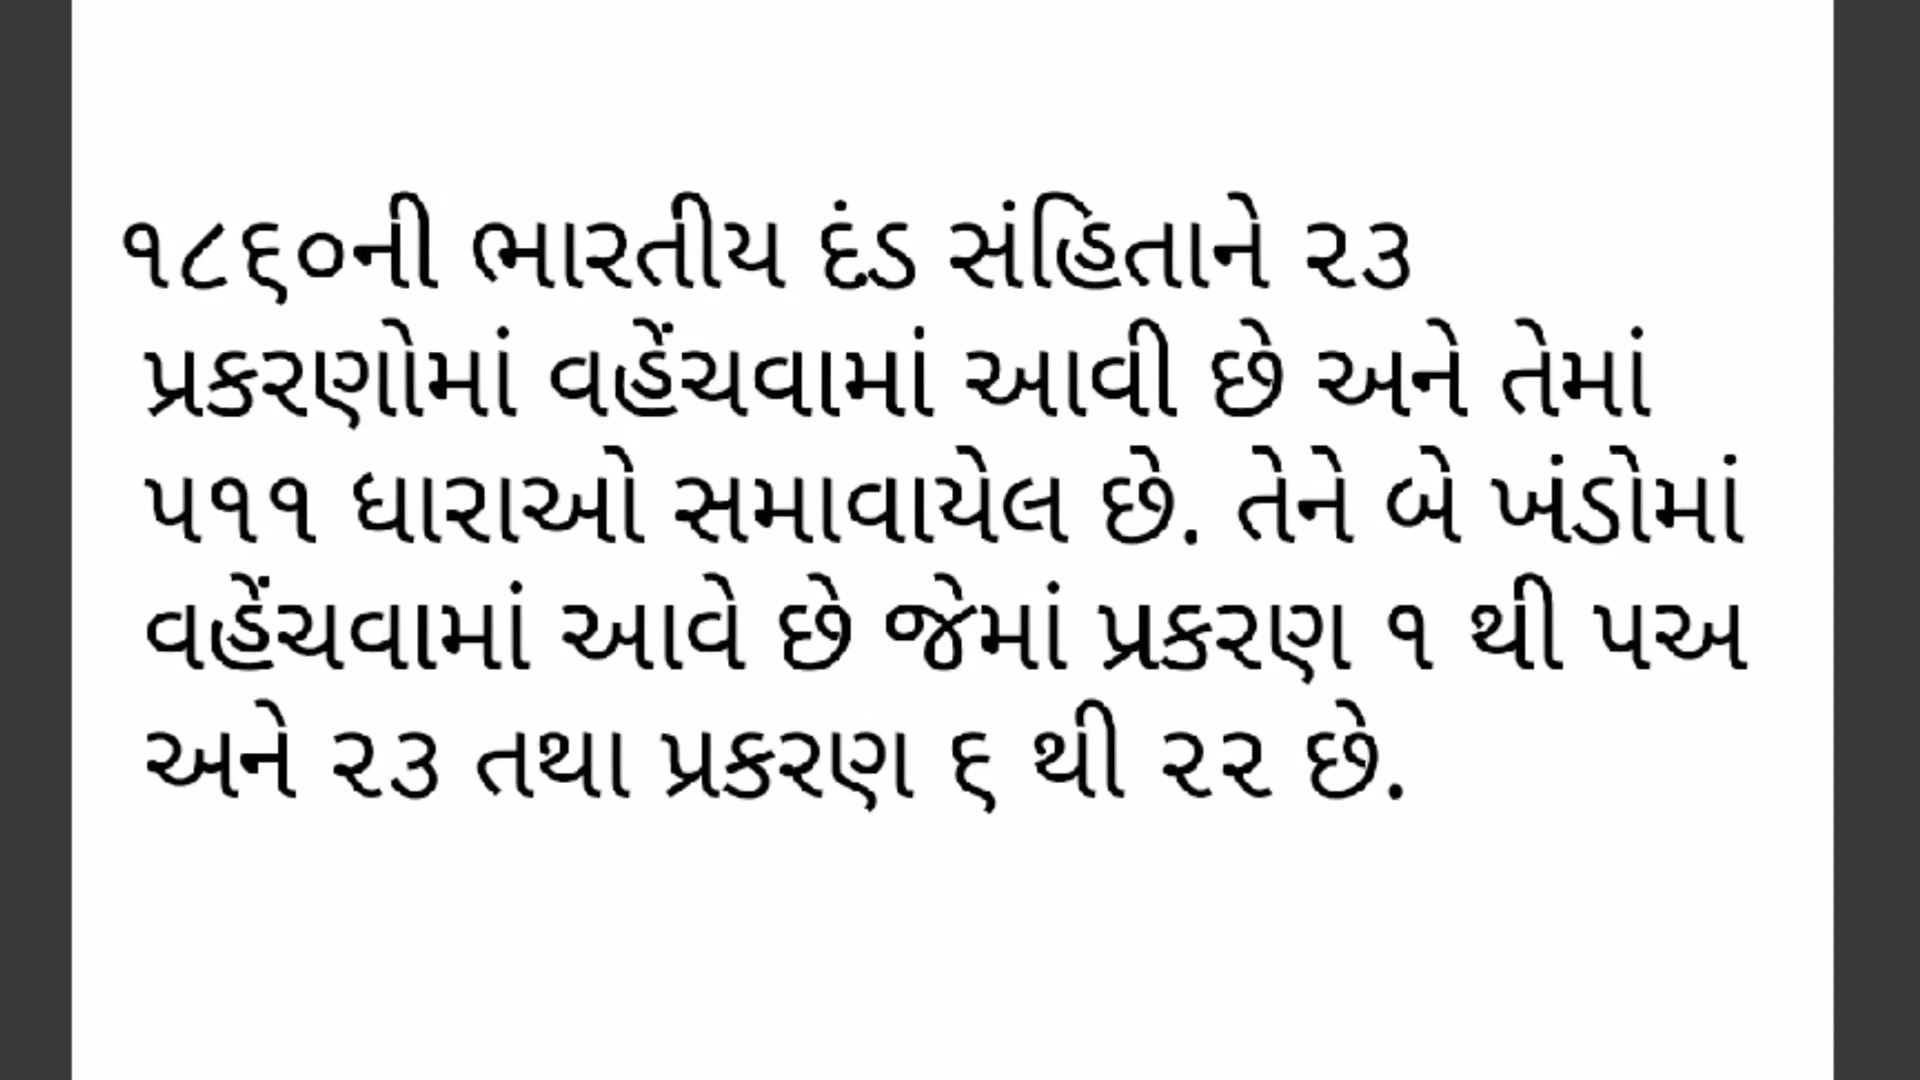 ૧૮૬૦ની ભારતીય દંડ સંહિતાને ૨૩
પ્રકરણોમાં વહેંચવામાં આવી છે અને તેમાં
૫૧૧ ધારાઓ સમાવાયેલ છે. તેને બે ખંડોમાં
વહેંચવામાં આવે છે જેમાં પ્રકરણ ૧ થી ૫અ
અને ૨૩ તથા પ્રકરણ ૬ થી ૨૨ છે.